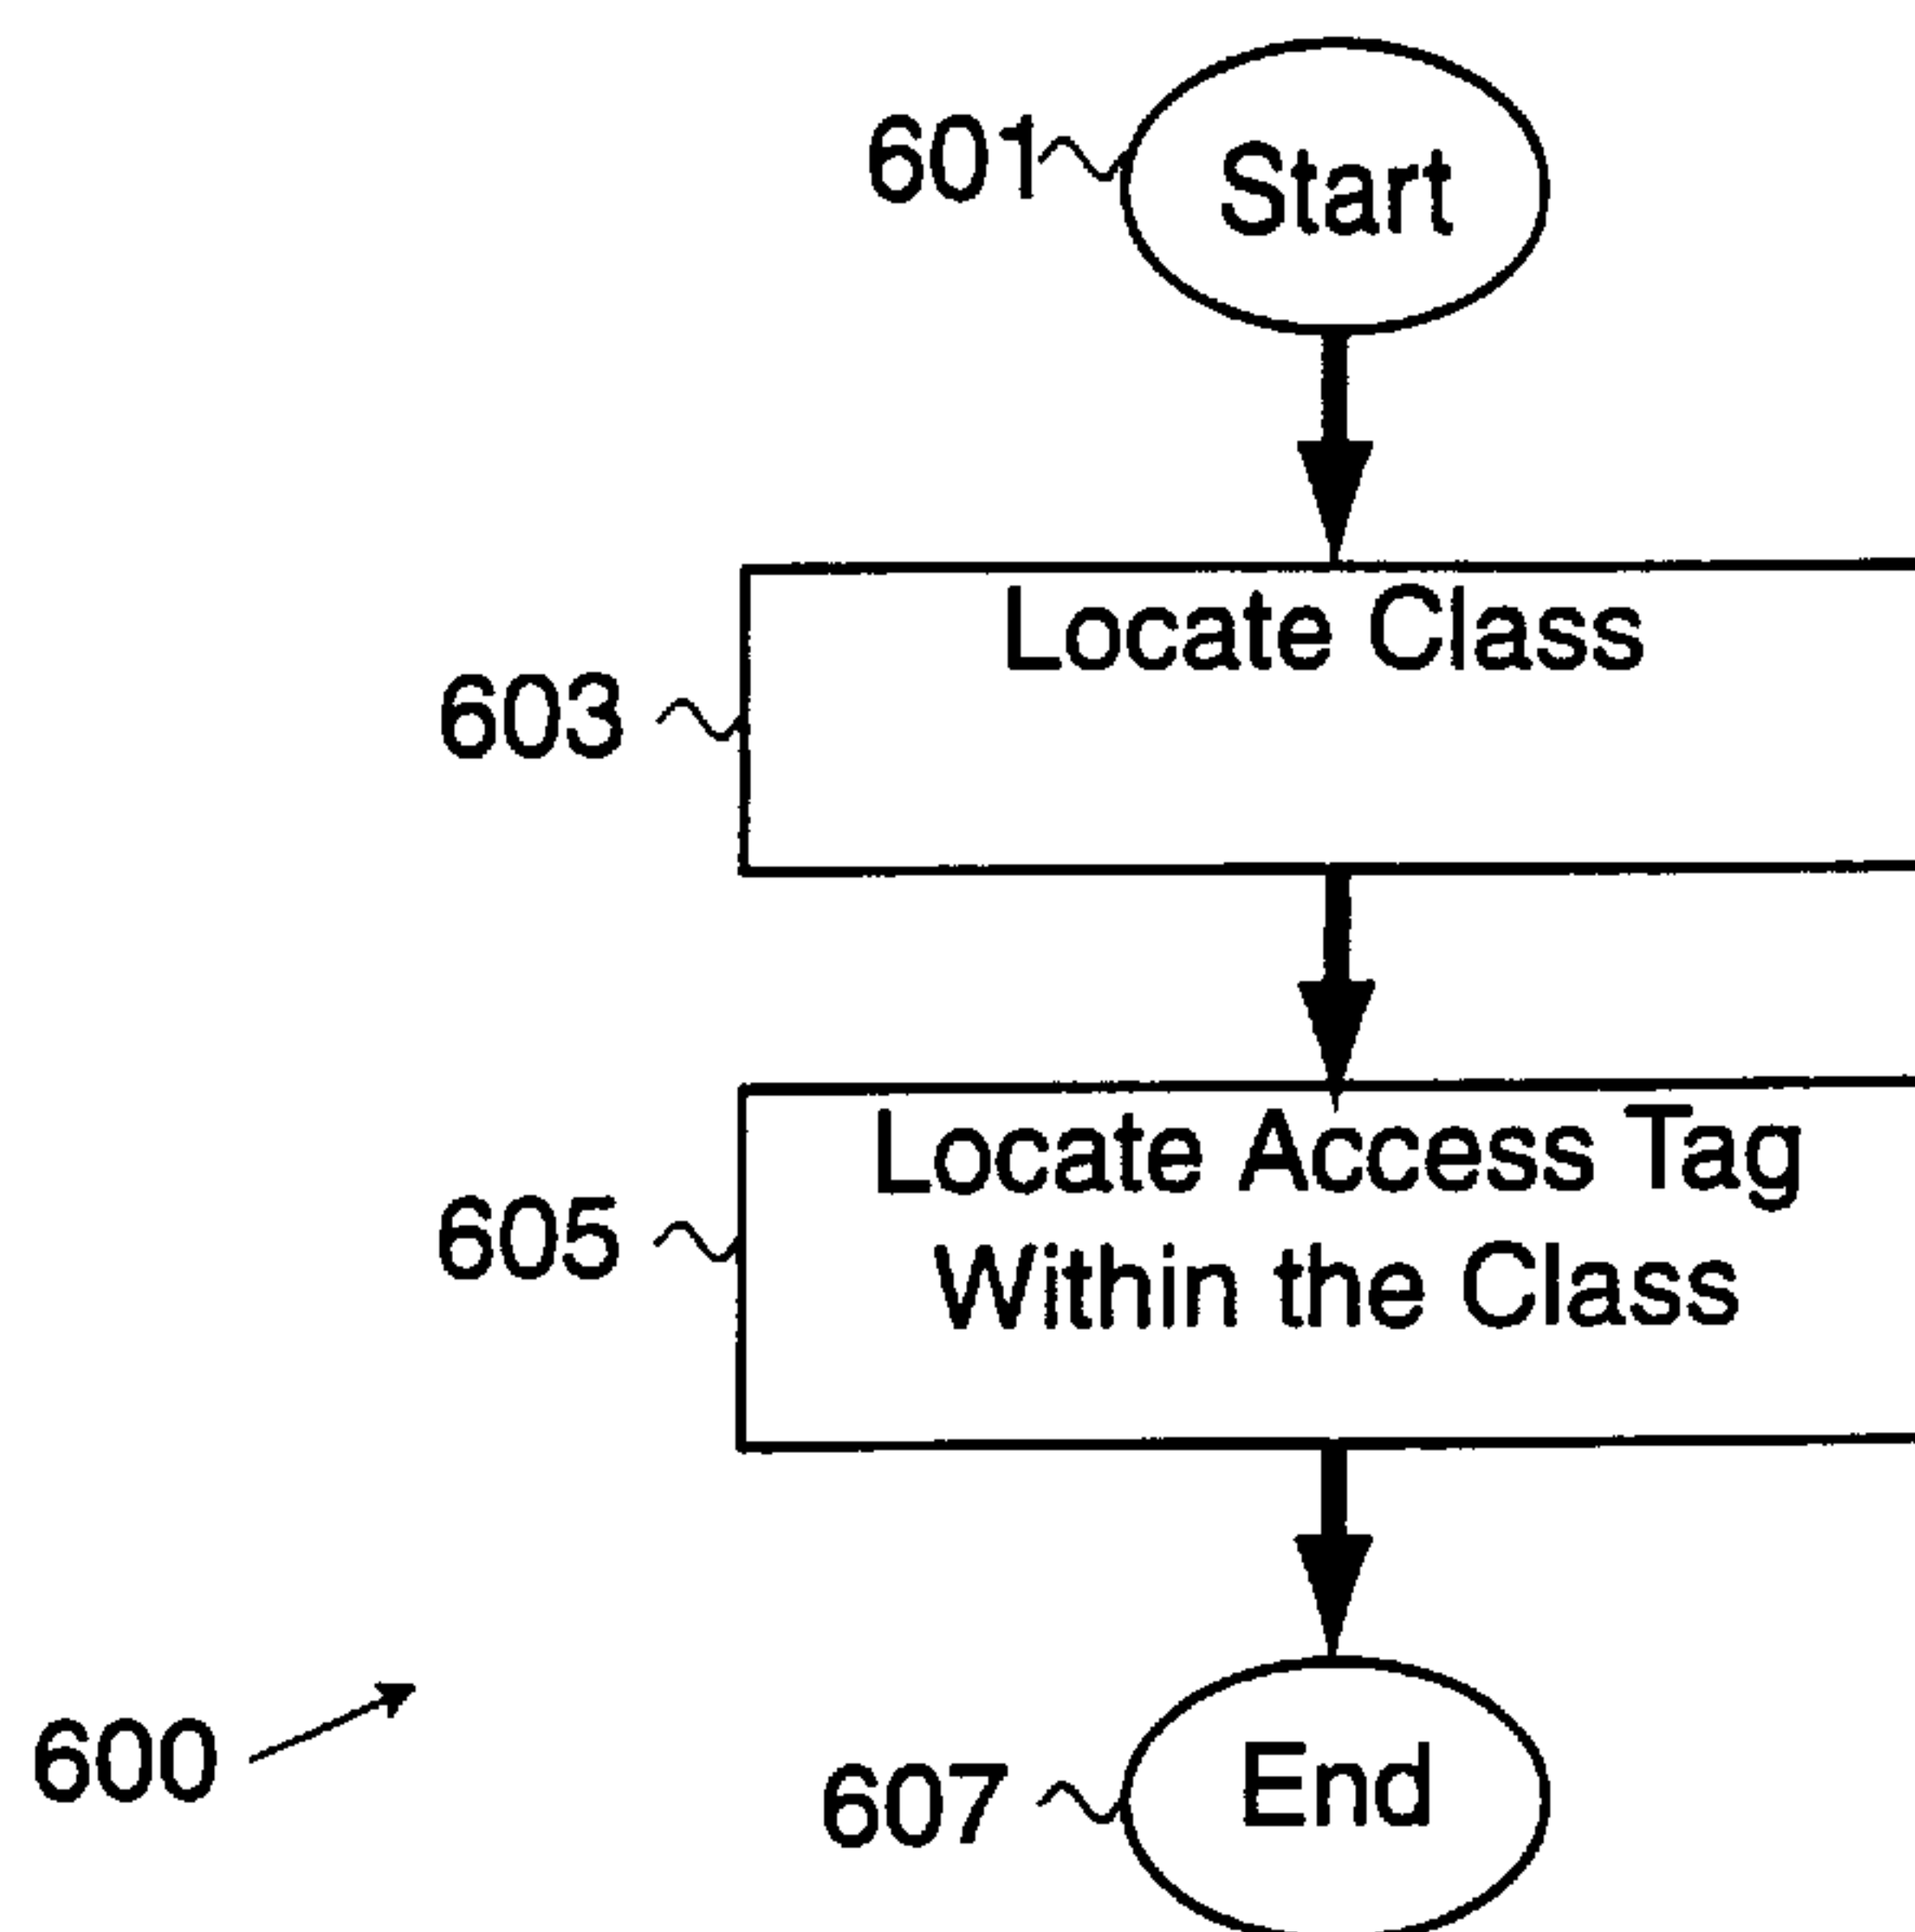 601
Start
Locate Class
603
Locate Access Tag
Within the Class
605
600
607
End